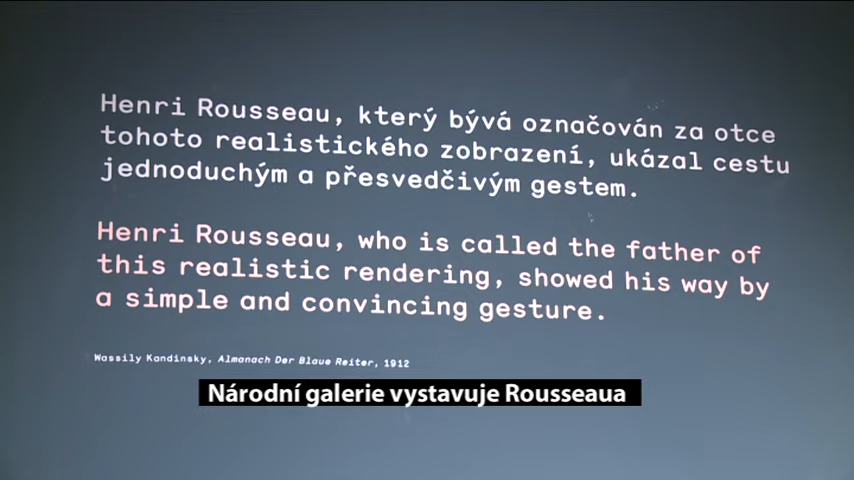 Henri Rousseau, který bývá označován za otce
tohoto realistického zobrazení, ukázal cestu
jednoduchým a přesvedčivým gestem.
Henri Rousseau, who is called the father of
this realistic rendering, showed his way by
a simple and convincing gesture.
Wassily Kandinsky, Almanach Der Blaue Reiter, 1912
Národní galerie vystavuje Rousseaua